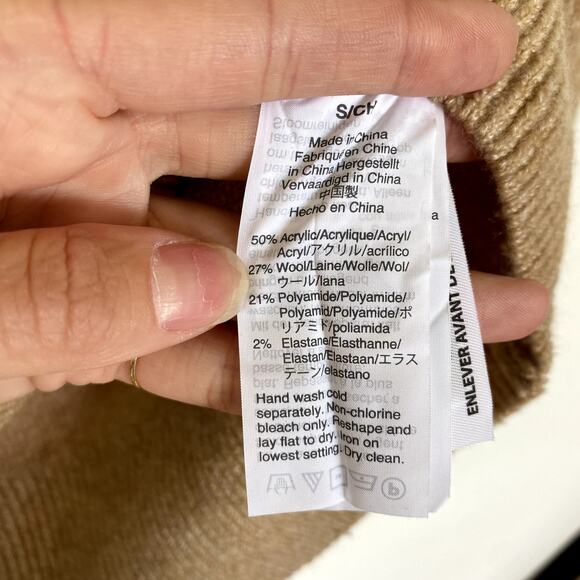 S/CH
Made in China
Fabriqué en Chine
in China Hergestellt
Vervaardigd in China
中国製
Hecho en China
50% Acrylic/Acrylique/Acryl/
Acryl/アクリル/acrílico
27% Wool/Laine/Wolle/Wol/
ウール/lana
21% Polyamide/Polyamide/
Polyamid/Polyamide/ポ
リアミド/poliamida
2% Elastane/Élasthanne/
Elastan/Elastaan/エラス
テーン/elastano
Hand wash cold
separately. Non-chlorine
bleach only. Reshape and
lay flat to dry. Iron on
lowest setting. Dry clean.
a
ENLEVER AVANT DE